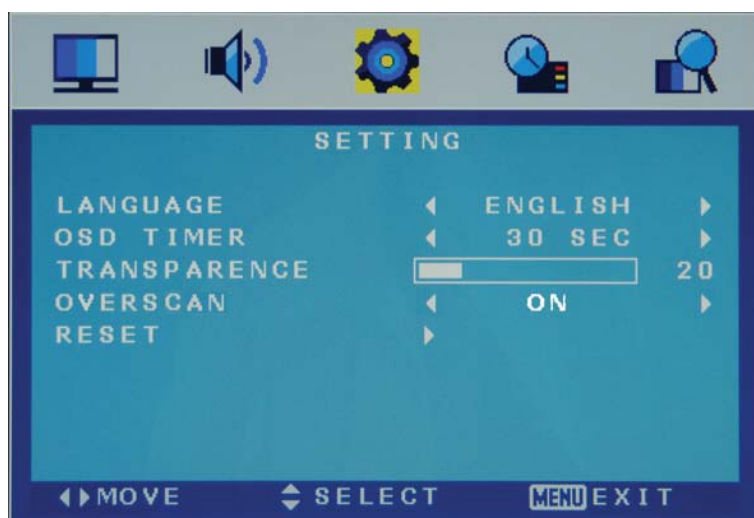 SETTING
LANGUAGE ENGLISH
OSD TIMER 30 SEC
TRANSPARENCE 20
OVERSCAN ON
RESET
MOVE SELECT MENU EXIT